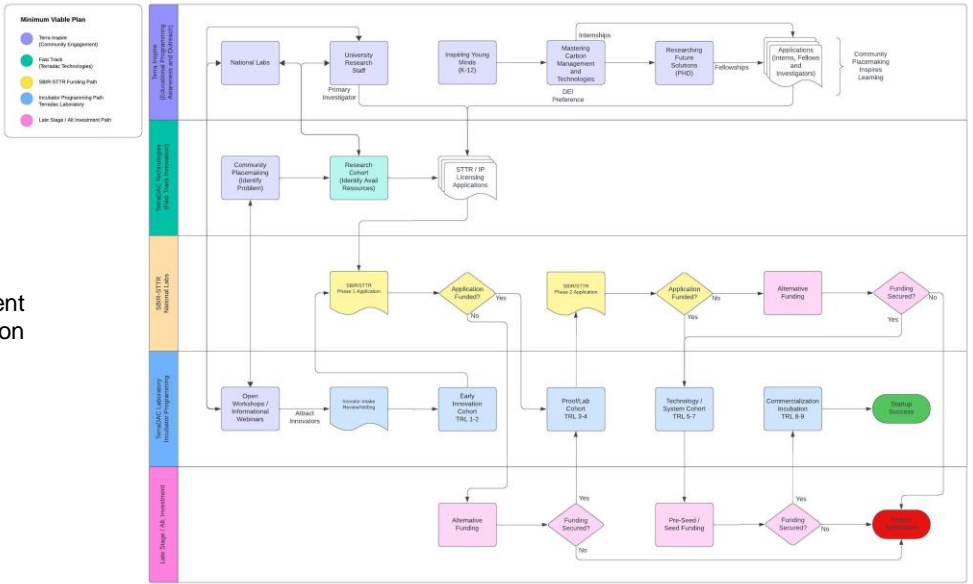 Minimum Viable Plan
Terra Inspire
(Community Engagement)
Fast Track
(Terradac Technologies)
SBIR-STTR Funding Path
Incubator Programming Path
Terradac Laboratory
Late Stage / Alt Investment Path
ent
on
Terra Inspire
(Educational Programming
Awareness and Outreach)
National Labs
University
Research
Staff
Primary
Investigator
Inspiring Young
Minds
(K-12)
Internships
Mastering
Carbon
Management
and
Technologies
DEI
Preference
Researching
Future
Solutions
(PHD)
Fellowships
Applications
(Interns, Fellows
and
Investigators)
Community
Placemaking
Inspires
Learning
TerraDAC Technologies
(Fast Track Innovation)
Community
Placemaking
(Identify
Problem)
Research
Cohort
(Identify Avail
Resources)
STTR / IP
Licensing
Applications
SBIR-STTR
National Labs
SBIR/STTR
Phase 1 Application
Application
Funded?
Yes
No
SBIR/STTR
Phase 2 Application
Application
Funded?
No
Yes
Alternative
Funding
Funding
Secured?
No
Yes
TerraDAC Laboratory
Incubator Programming
Open
Workshops /
Informational
Webinars
Attract
Innovators
Review/Vetting
Early
Innovation
Cohort
TRL 1-2
Proof/Lab
Cohort
TRL 3-4
Technology /
System Cohort
TRL 5-7
Commercialization
Incubation
TRL 8-9
Startup
Success
Late Stage / Alt. Investment
Alternative
Funding
Funding
Secured?
Yes
No
Pre-Seed /
Seed Funding
Funding
Secured?
Yes
No